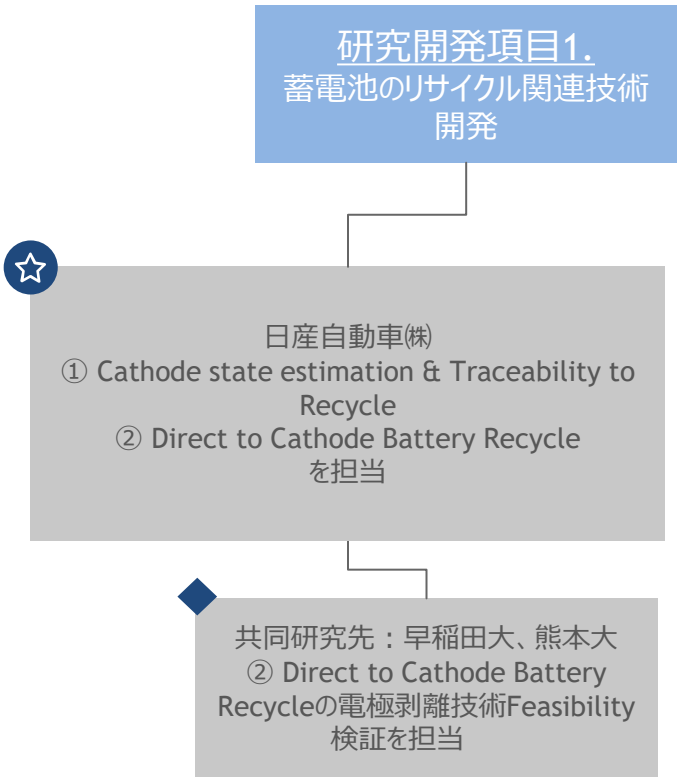 研究開発項目1.
蓄電池のリサイクル関連技術
開発
日産自動車㈱
① Cathode state estimation & Traceability to
Recycle
② Direct to Cathode Battery Recycle
を担当
共同研究先：早稲田大、熊本大
② Direct to Cathode Battery
Recycleの電極剥離技術Feasibility
検証を担当